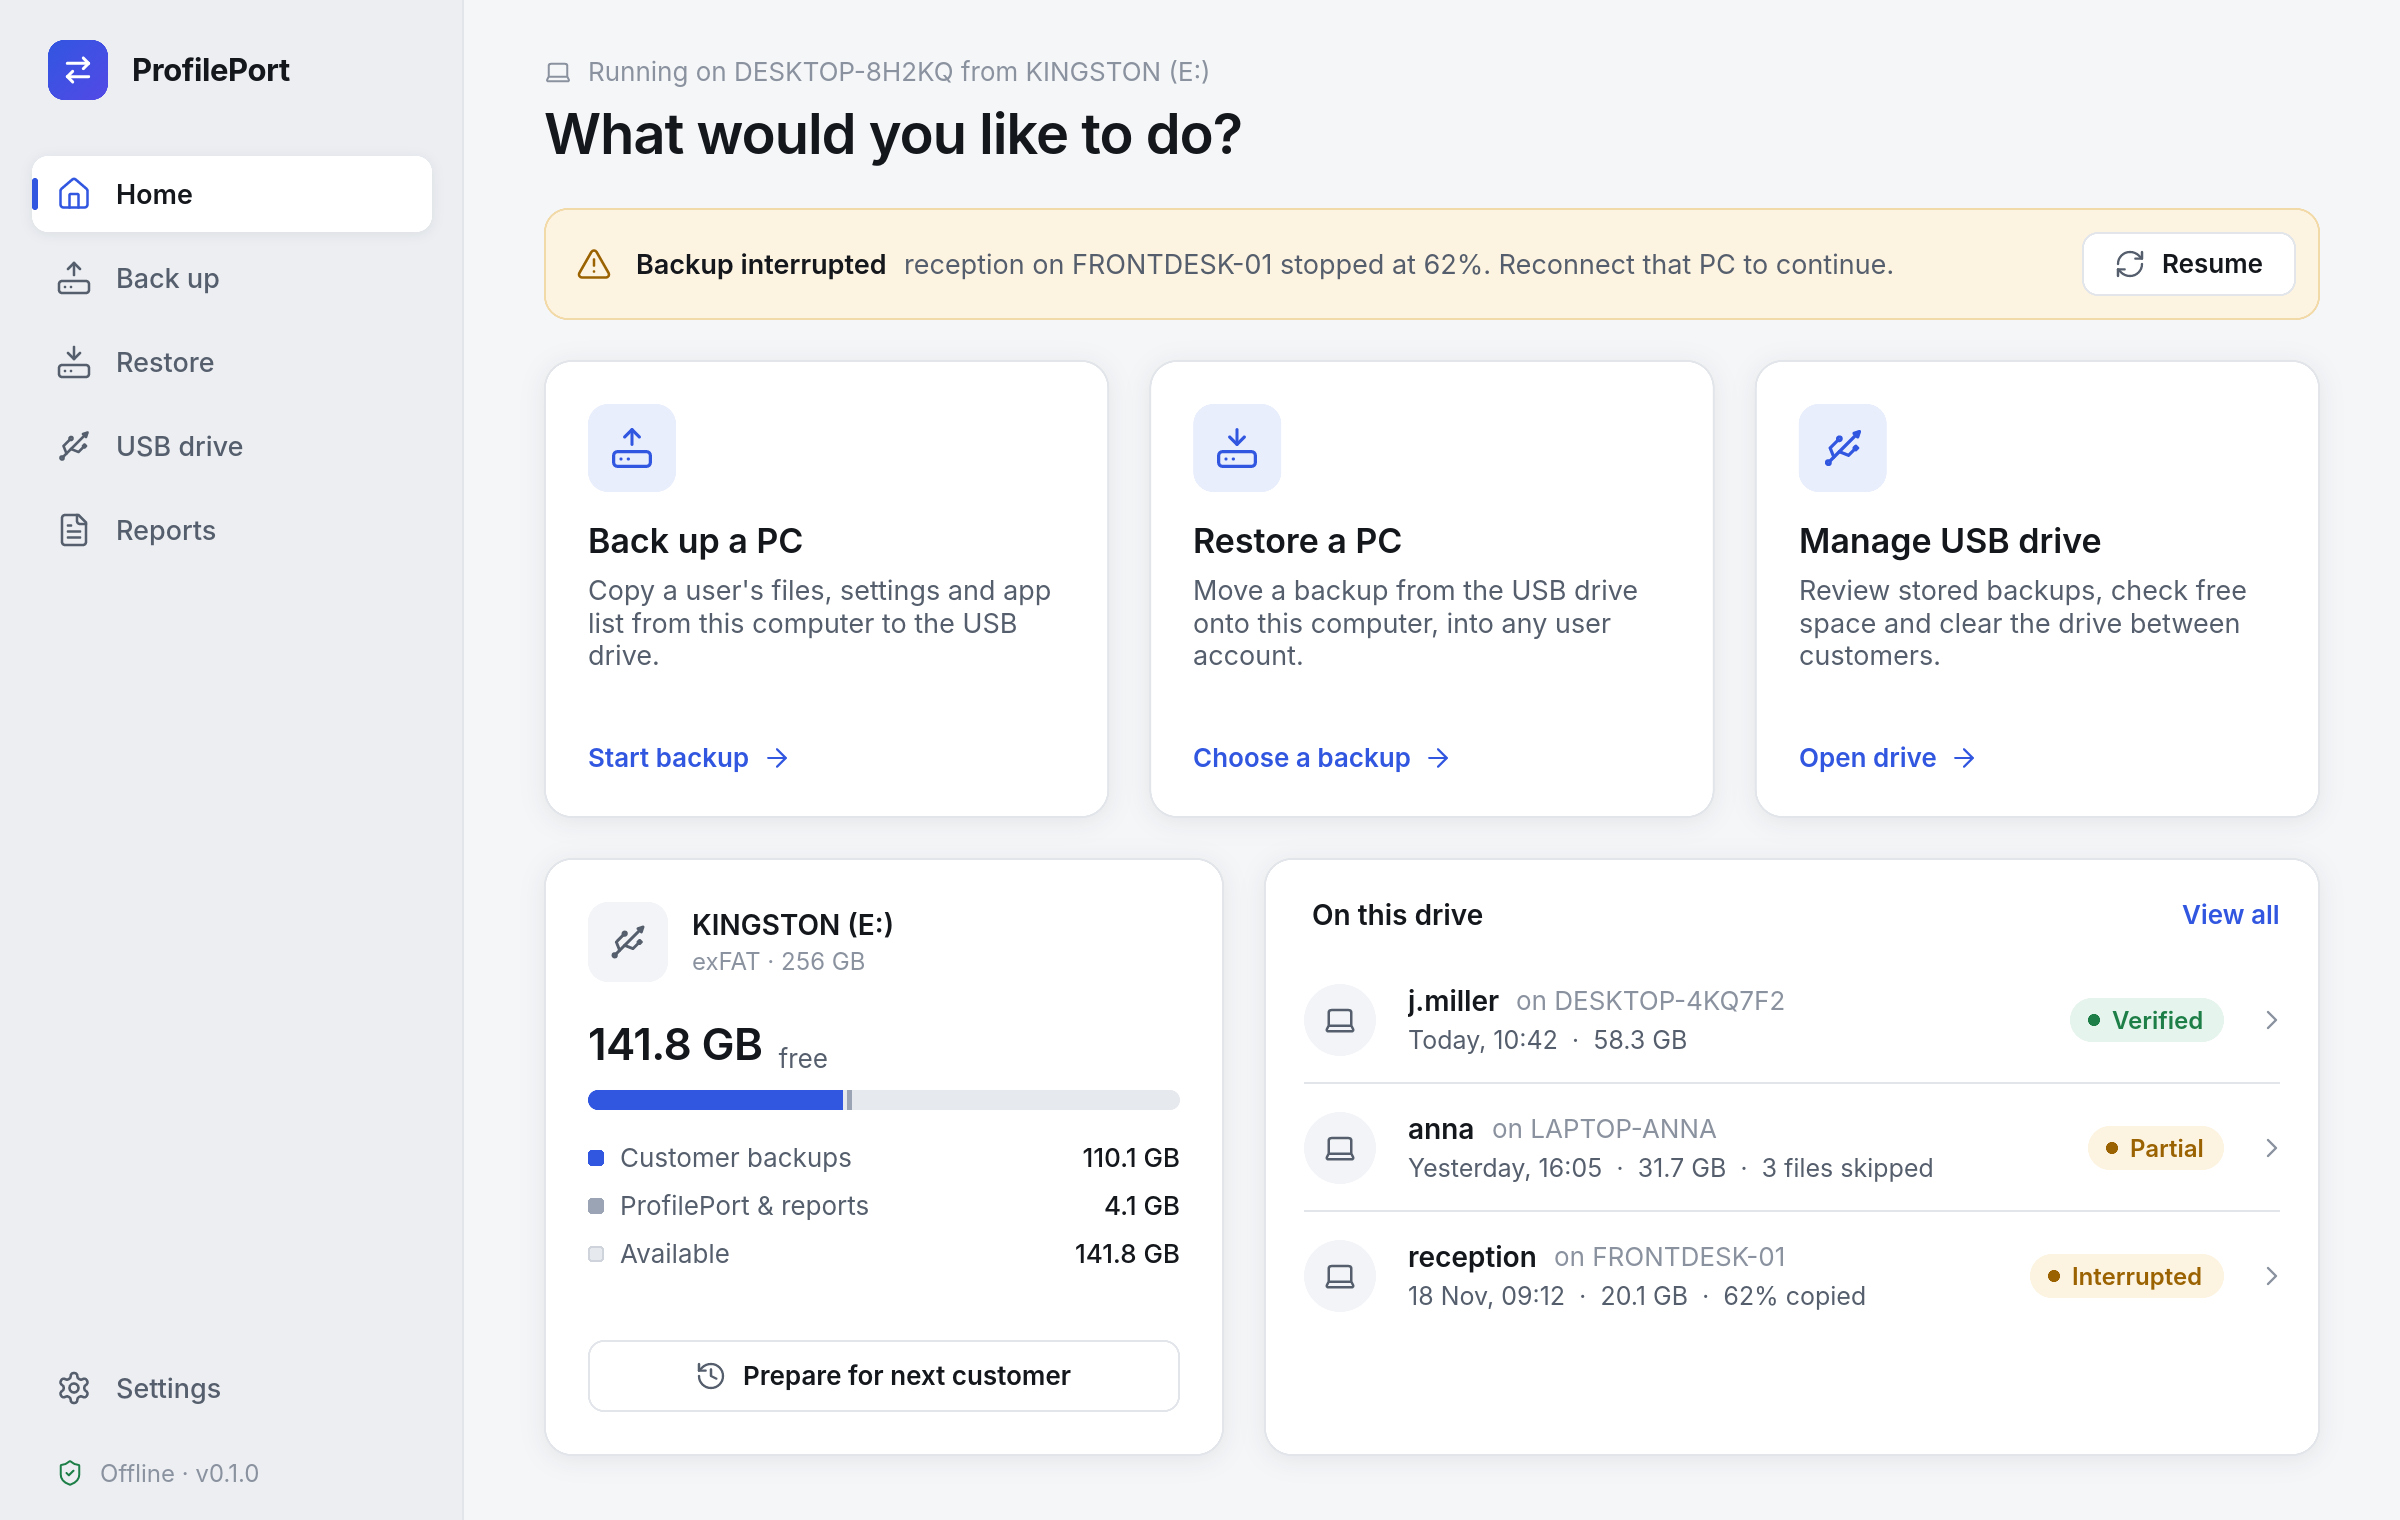 ProfilePort
Home
Back up
Restore
USB drive
Reports
Settings
Offline · v0.1.0
Running on DESKTOP-8H2KQ from KINGSTON (E:)
What would you like to do?
Backup interrupted reception on FRONTDESK-01 stopped at 62%. Reconnect that PC to continue.
Resume
Back up a PC
Copy a user's files, settings and app
list from this computer to the USB
drive.
Start backup
Restore a PC
Move a backup from the USB drive
onto this computer, into any user
account.
Choose a backup
Manage USB drive
Review stored backups, check free
space and clear the drive between
customers.
Open drive
KINGSTON (E:)
exFAT · 256 GB
141.8 GB free
Customer backups 110.1 GB
ProfilePort & reports 4.1 GB
Available 141.8 GB
Prepare for next customer
On this drive
View all
j.miller on DESKTOP-4KQ7F2
Today, 10:42 · 58.3 GB
Verified
anna on LAPTOP-ANNA
Yesterday, 16:05 · 31.7 GB · 3 files skipped
Partial
reception on FRONTDESK-01
18 Nov, 09:12 · 20.1 GB · 62% copied
Interrupted